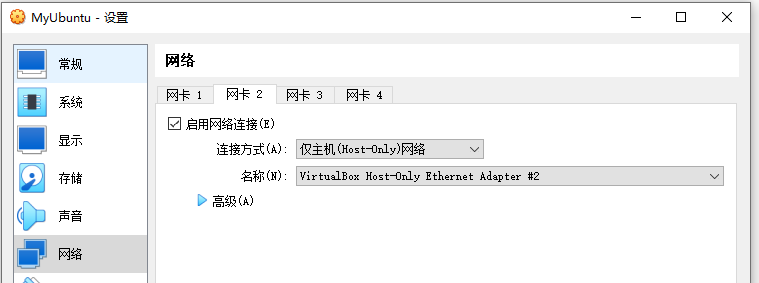 MyUbuntu - 设置
常规
系统
显示
存储
声音
网络
网络
网卡 1 网卡 2 网卡 3 网卡 4
启用网络连接(E)
连接方式(A): 仅主机(Host-Only)网络
名称(N): VirtualBox Host-Only Ethernet Adapter #2
高级(A)